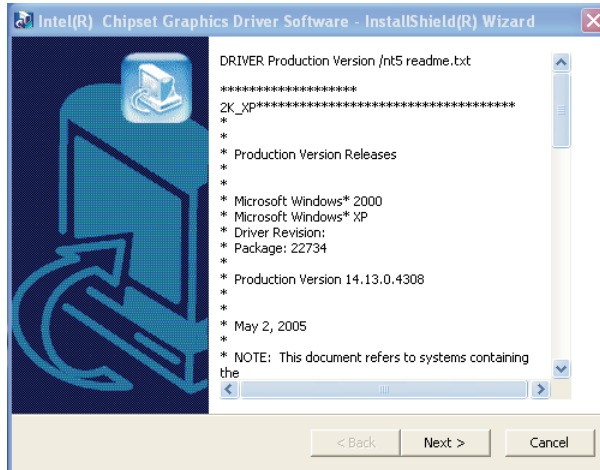 Intel(R) Chipset Graphics Driver Software - InstallShield(R) Wizard
DRIVER Production Version /nt5 readme.txt
********************
2K_XP**************************************
*
*
* Production Version Releases
*
*
* Microsoft Windows* 2000
* Microsoft Windows* XP
* Driver Revision:
* Package: 22734
*
* Production Version 14.13.0.4308
*
*
* May 2, 2005
*
* NOTE: This document refers to systems containing
the
< Back
Next >
Cancel